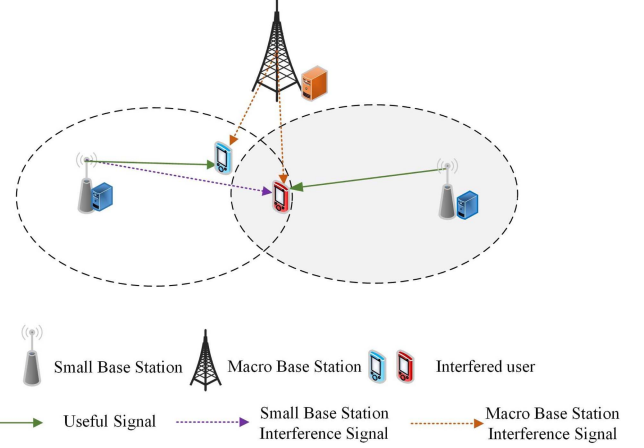 Small Base Station
Macro Base Station
Interfered user
Useful Signal
Small Base Station
Interference Signal
Macro Base Station
Interference Signal